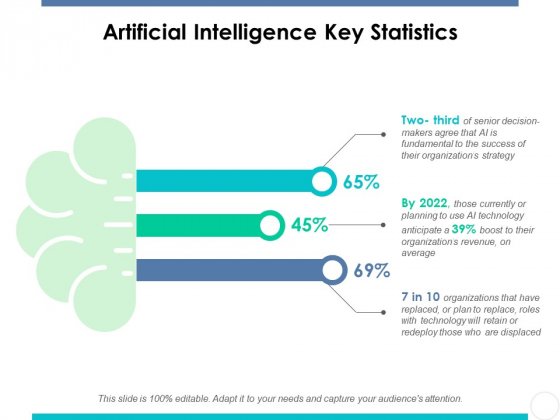 Artificial Intelligence Key Statistics
Two- third of senior decision-
makers agree that AI is
fundamental to the success of
their organization's strategy
65%
By 2022, those currently or
planning to use AI technology
anticipate a 39% boost to their
organization's revenue, on
average
45%
69%
7 in 10 organizations that have
replaced, or plan to replace, roles
with technology will retain or
redeploy those who are displaced
This slide is 100% editable. Adapt it to your needs and capture your audience's attention.